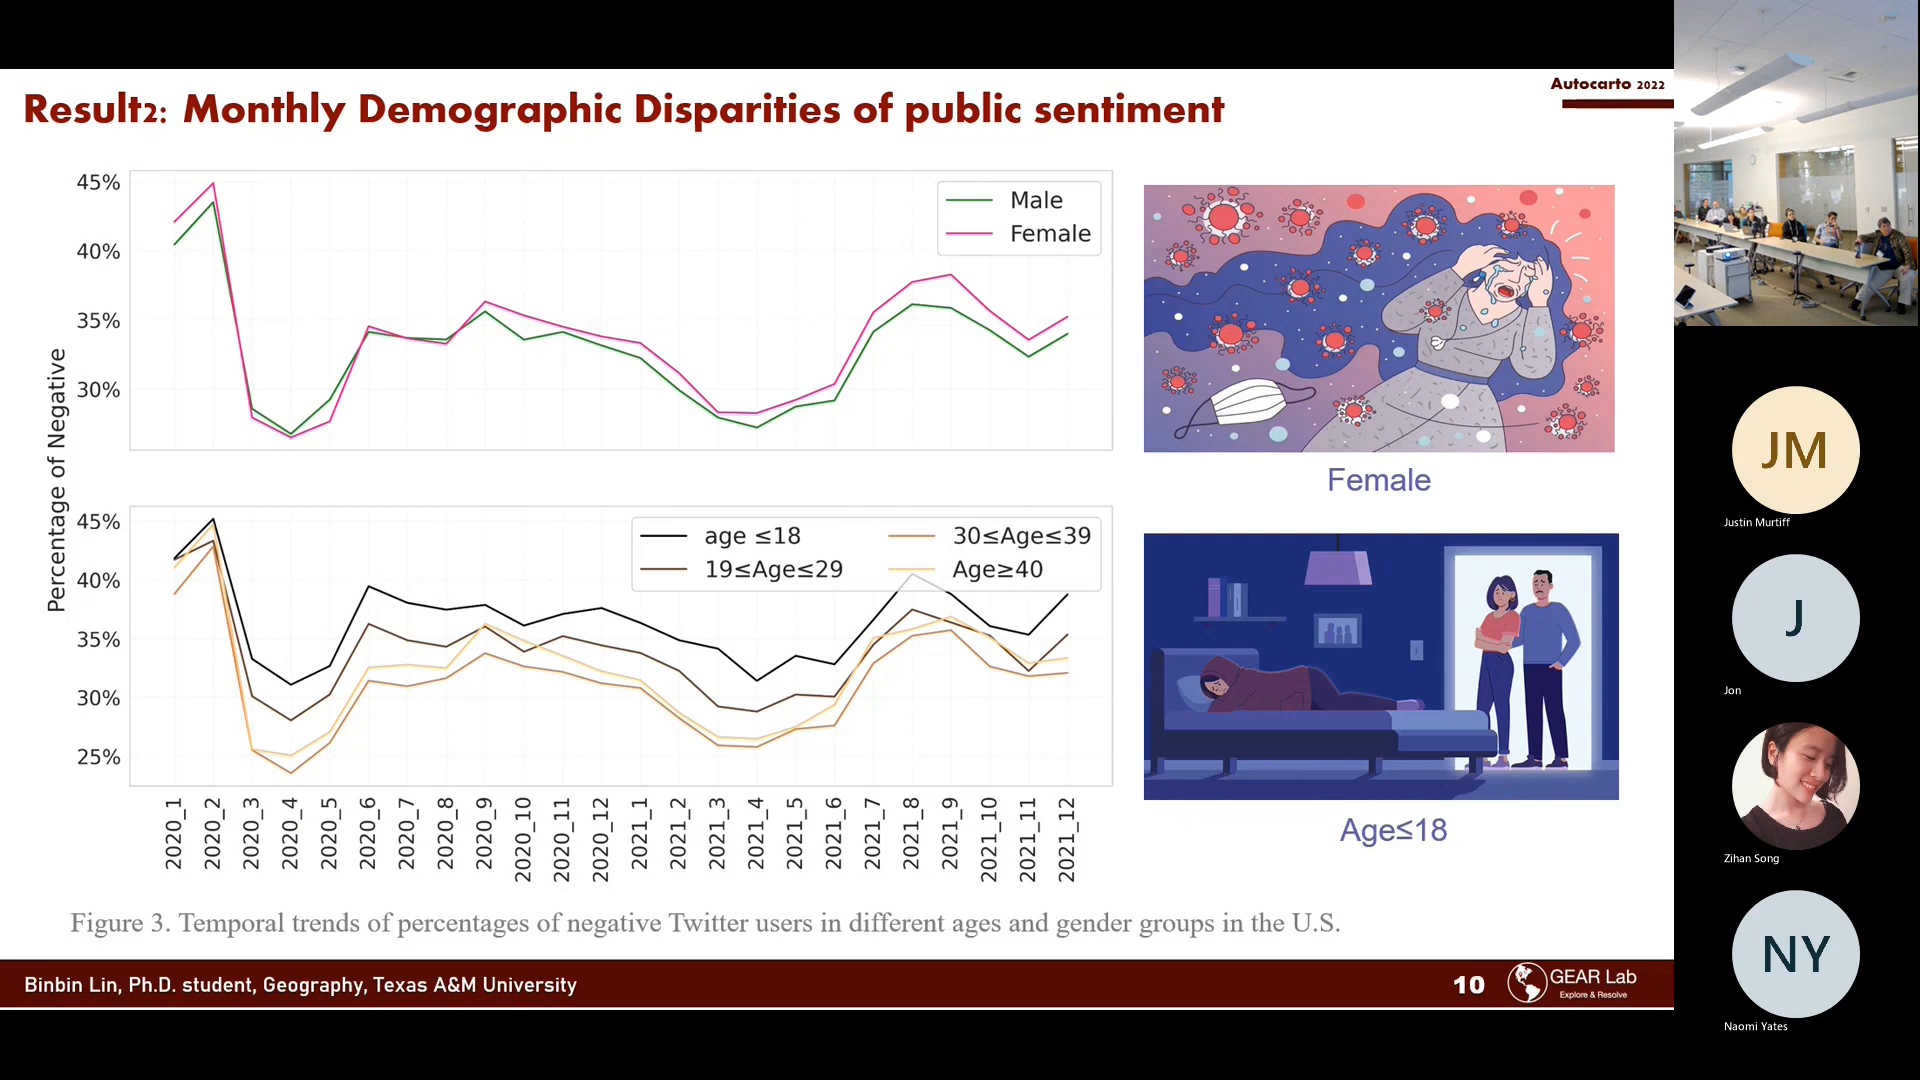 Result2: Monthly Demographic Disparities of public sentiment
Autocarto 2022
Percentage of Negative
45%
40%
35%
30%
Male
Female
45%
40%
35%
30%
25%
age ≤18
19≤Age≤29
30≤Age≤39
Age≥40
2020_1
2020_2
2020_3
2020_4
2020_5
2020_6
2020_7
2020_8
2020_9
2020_10
2020_11
2020_12
2021_1
2021_2
2021_3
2021_4
2021_5
2021_6
2021_7
2021_8
2021_9
2021_10
2021_11
2021_12
Female
Age≤18
Figure 3. Temporal trends of percentages of negative Twitter users in different ages and gender groups in the U.S.
Binbin Lin, Ph.D. student, Geography, Texas A&M University
10
GEAR Lab
Explore & Resolve
JM
Justin Murtiff
J
Jon
Zihan Song
NY
Naomi Yates